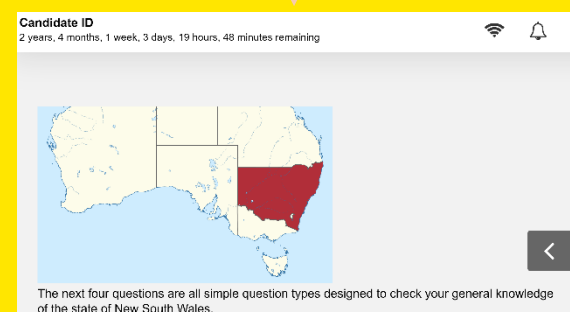 Candidate ID
2 years, 4 months, 1 week, 3 days, 19 hours, 48 minutes remaining
The next four questions are all simple question types designed to check your general knowledge
of the state of New South Wales.